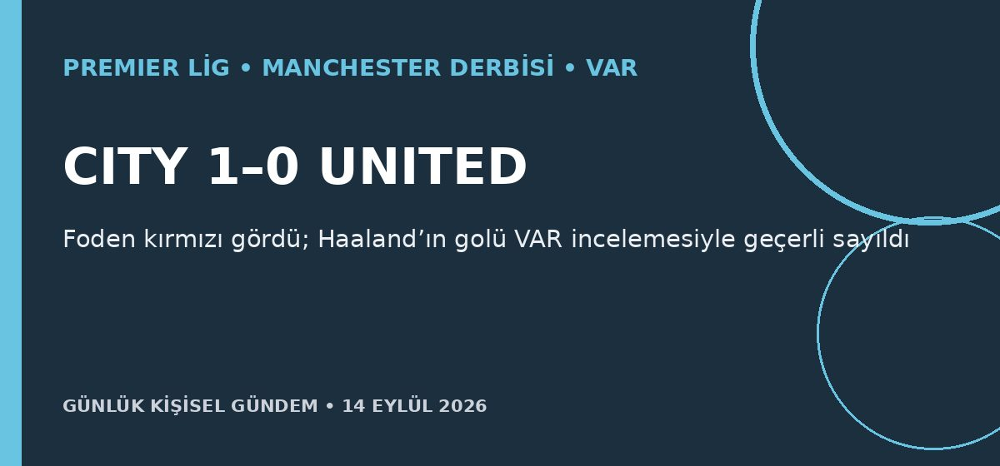 PREMIER LİG • MANCHESTER DERBİSİ • VAR
CITY 1–0 UNITED
Foden kırmızı gördü; Haaland’ın golü VAR incelemesiyle geçerli sayıldı
GÜNLÜK KİŞİSEL GÜNDEM • 14 EYLÜL 2026